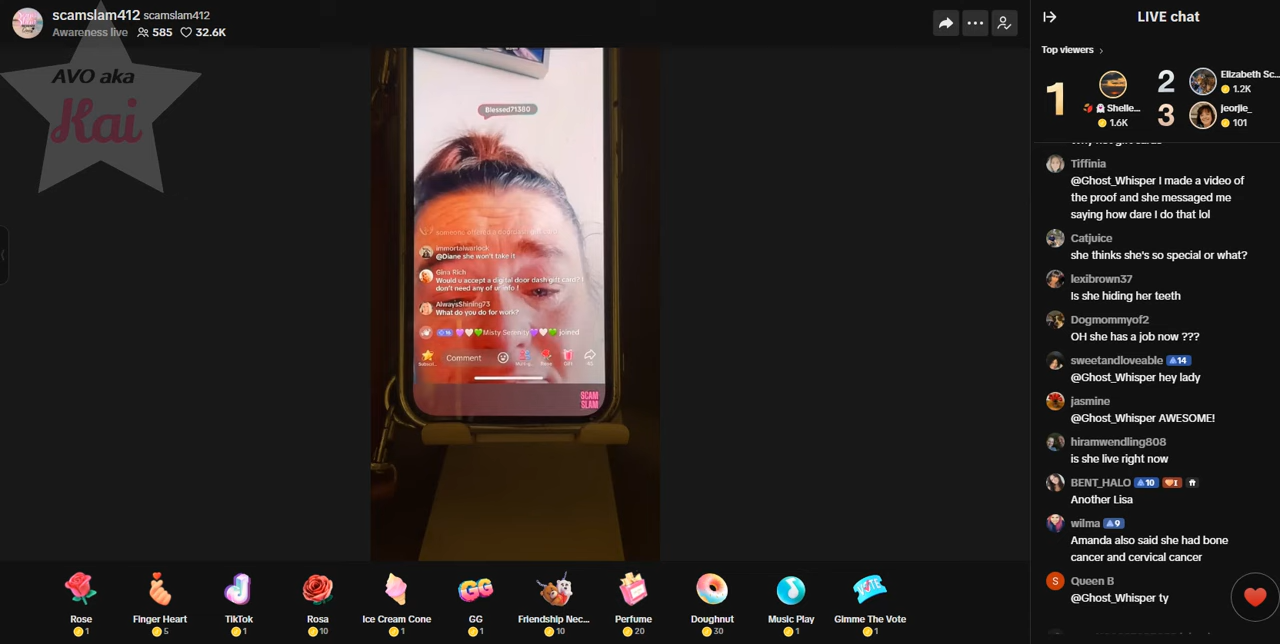 scamslam412 scamslam412
Awareness live 585 32.6K
AVO aka
Kai
Blessed71380
immortalwarlock
@Diane she won't take it
Gina Rich
Would u accept a digital door dash gift card? I
don't need any of ur info !
AlwaysShining73
What do you do for work?
Misty Serenity joined
Comment
Gift
SCAM
SLAM
Rose
1
Finger Heart
5
TikTok
1
Rosa
10
Ice Cream Cone
1
GG
1
Friendship Nec...
10
Perfume
20
Doughnut
30
Music Play
1
Gimme The Vote
1
LIVE chat
Top viewers
1
Shelle...
1.6K
2
Elizabeth Sc...
1.2K
3
jeorjie_
101
Tiffinia
@Ghost_Whisper I made a video of
the proof and she messaged me
saying how dare I do that lol
Catjuice
she thinks she's so special or what?
lexibrown37
Is she hiding her teeth
Dogmommyof2
OH she has a job now ???
sweetandloveable 14
@Ghost_Whisper hey lady
jasmine
@Ghost_Whisper AWESOME!
hiramwendling808
is she live right now
BENT_HALO 10 I
Another Lisa
wilma 9
Amanda also said she had bone
cancer and cervical cancer
S
Queen B
@Ghost_Whisper ty